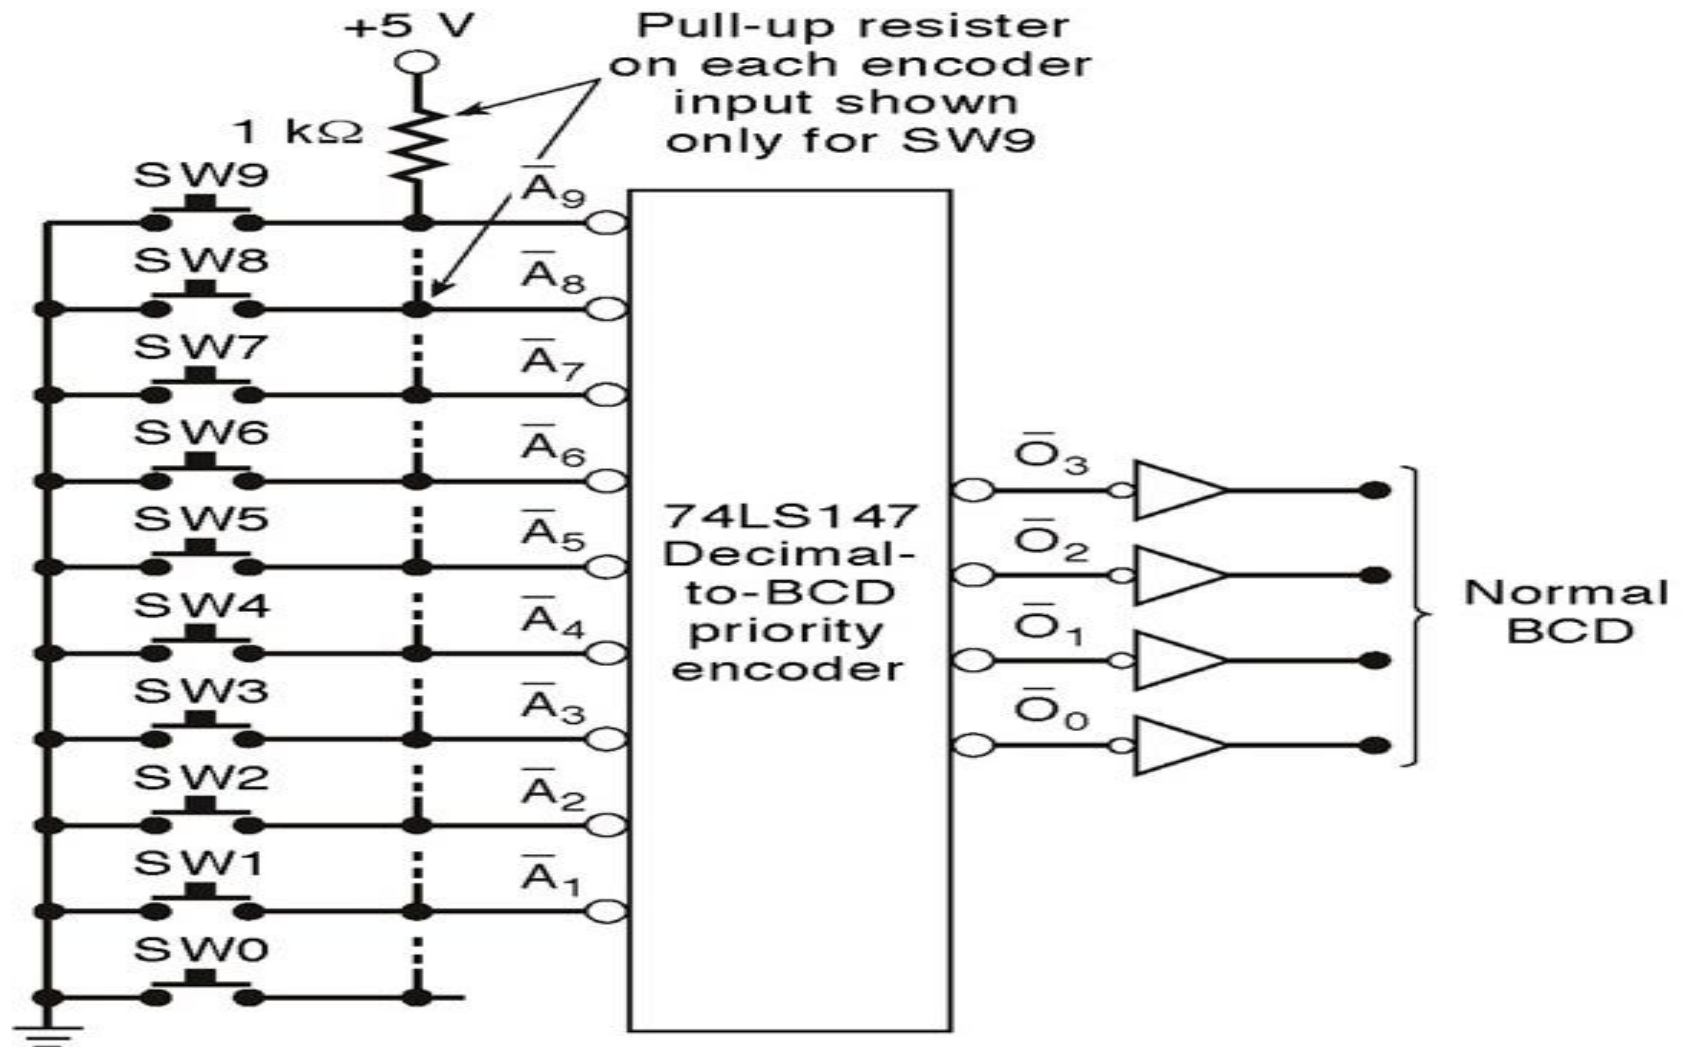 +5 V
Pull-up resister
on each encoder
input shown
only for SW9
1 kΩ
SW9
A̅9
SW8
A̅8
SW7
A̅7
SW6
A̅6
SW5
A̅5
SW4
A̅4
SW3
A̅3
SW2
A̅2
SW1
A̅1
SW0
74LS147
Decimal-
to-BCD
priority
encoder
O̅3
O̅2
O̅1
O̅0
Normal
BCD